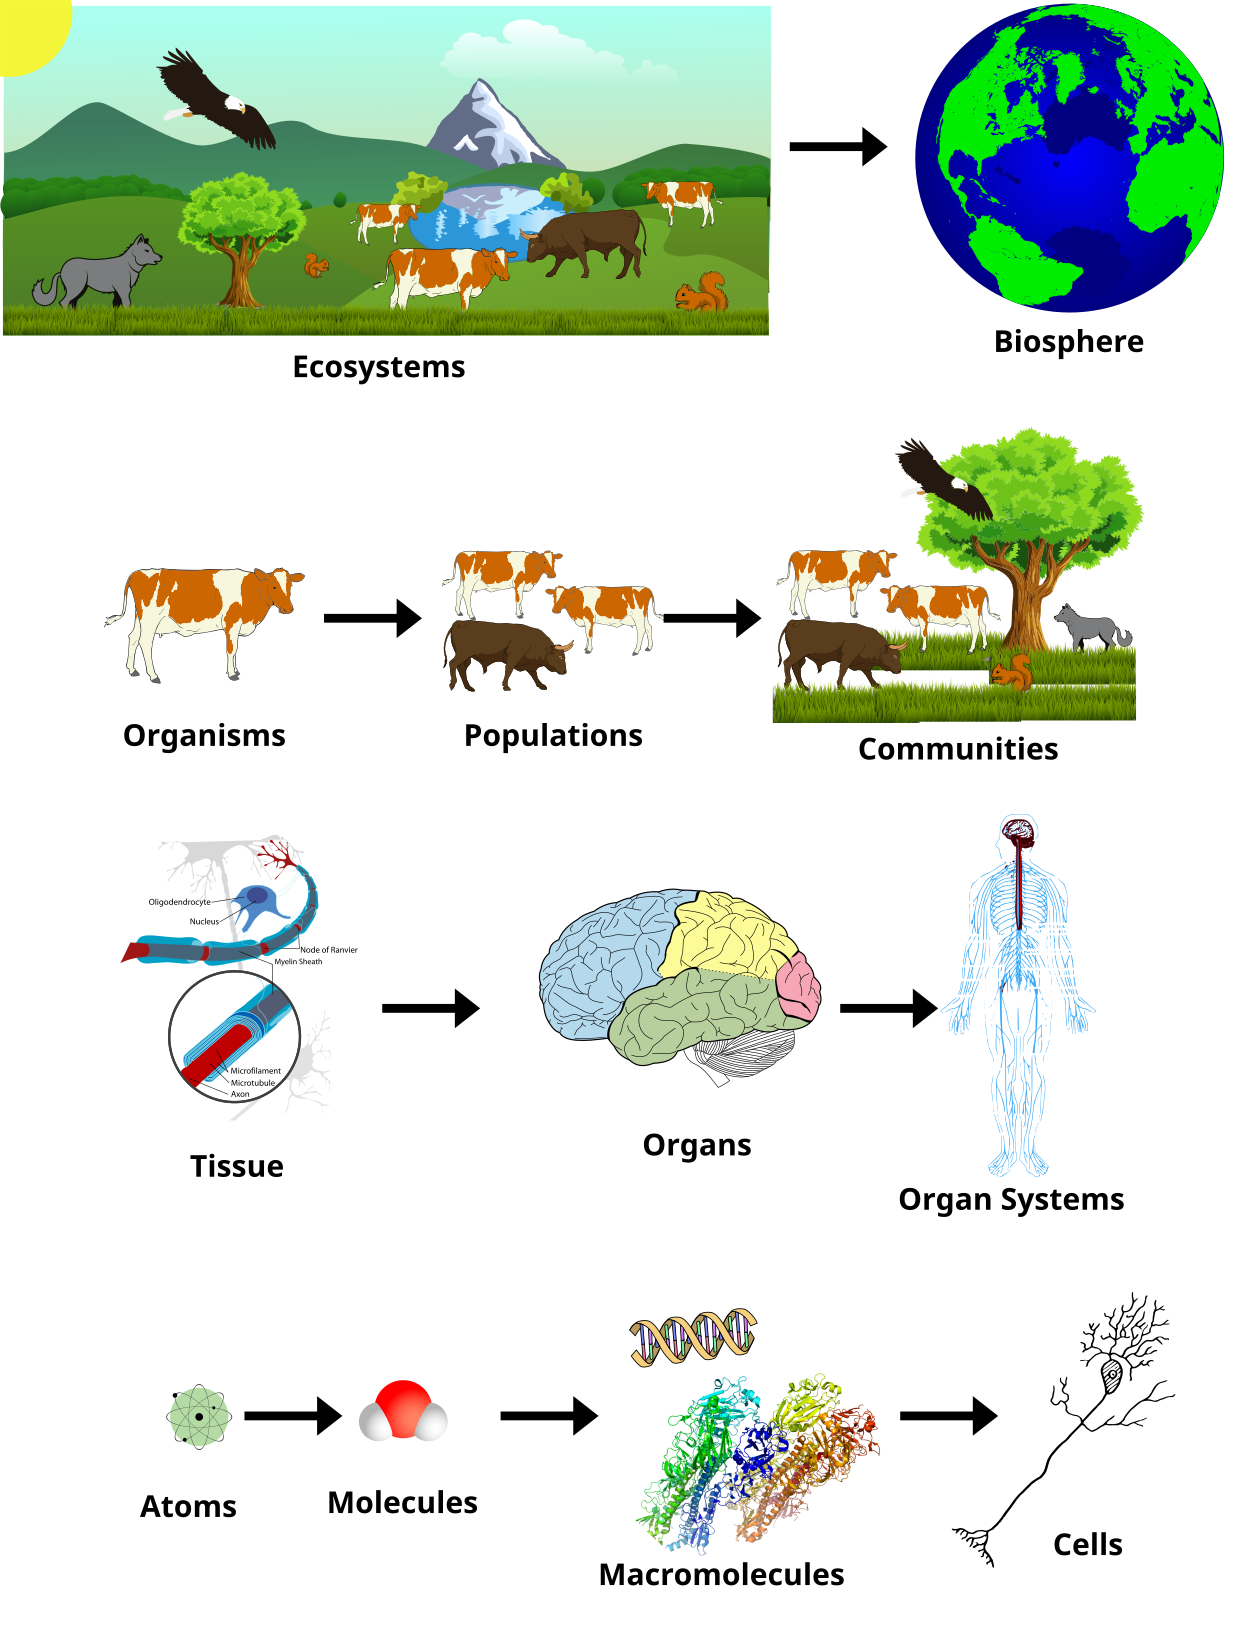 Ecosystems
Biosphere
Organisms
Populations
Communities
Oligodendrocyte
Nucleus
Node of Ranvier
Myelin Sheath
Microfilament
Microtubule
Axon
Tissue
Organs
Organ Systems
Atoms
Molecules
Macromolecules
Cells